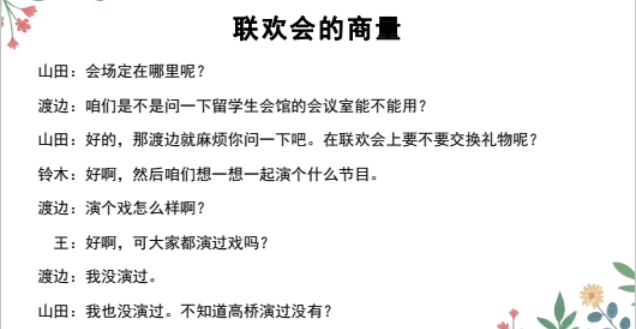 联欢会的商量
山田：会场定在哪里呢？
渡边：咱们是不是问一下留学生会馆的会议室能不能用？
山田：好的，那渡边就麻烦你问一下吧。在联欢会上要不要交换礼物呢？
铃木：好啊，然后咱们想一想一起演个什么节目。
渡边：演个戏怎么样啊？
王：好啊，可大家都演过戏吗？
渡边：我没演过。
山田：我也没演过。不知道高桥演过没有？